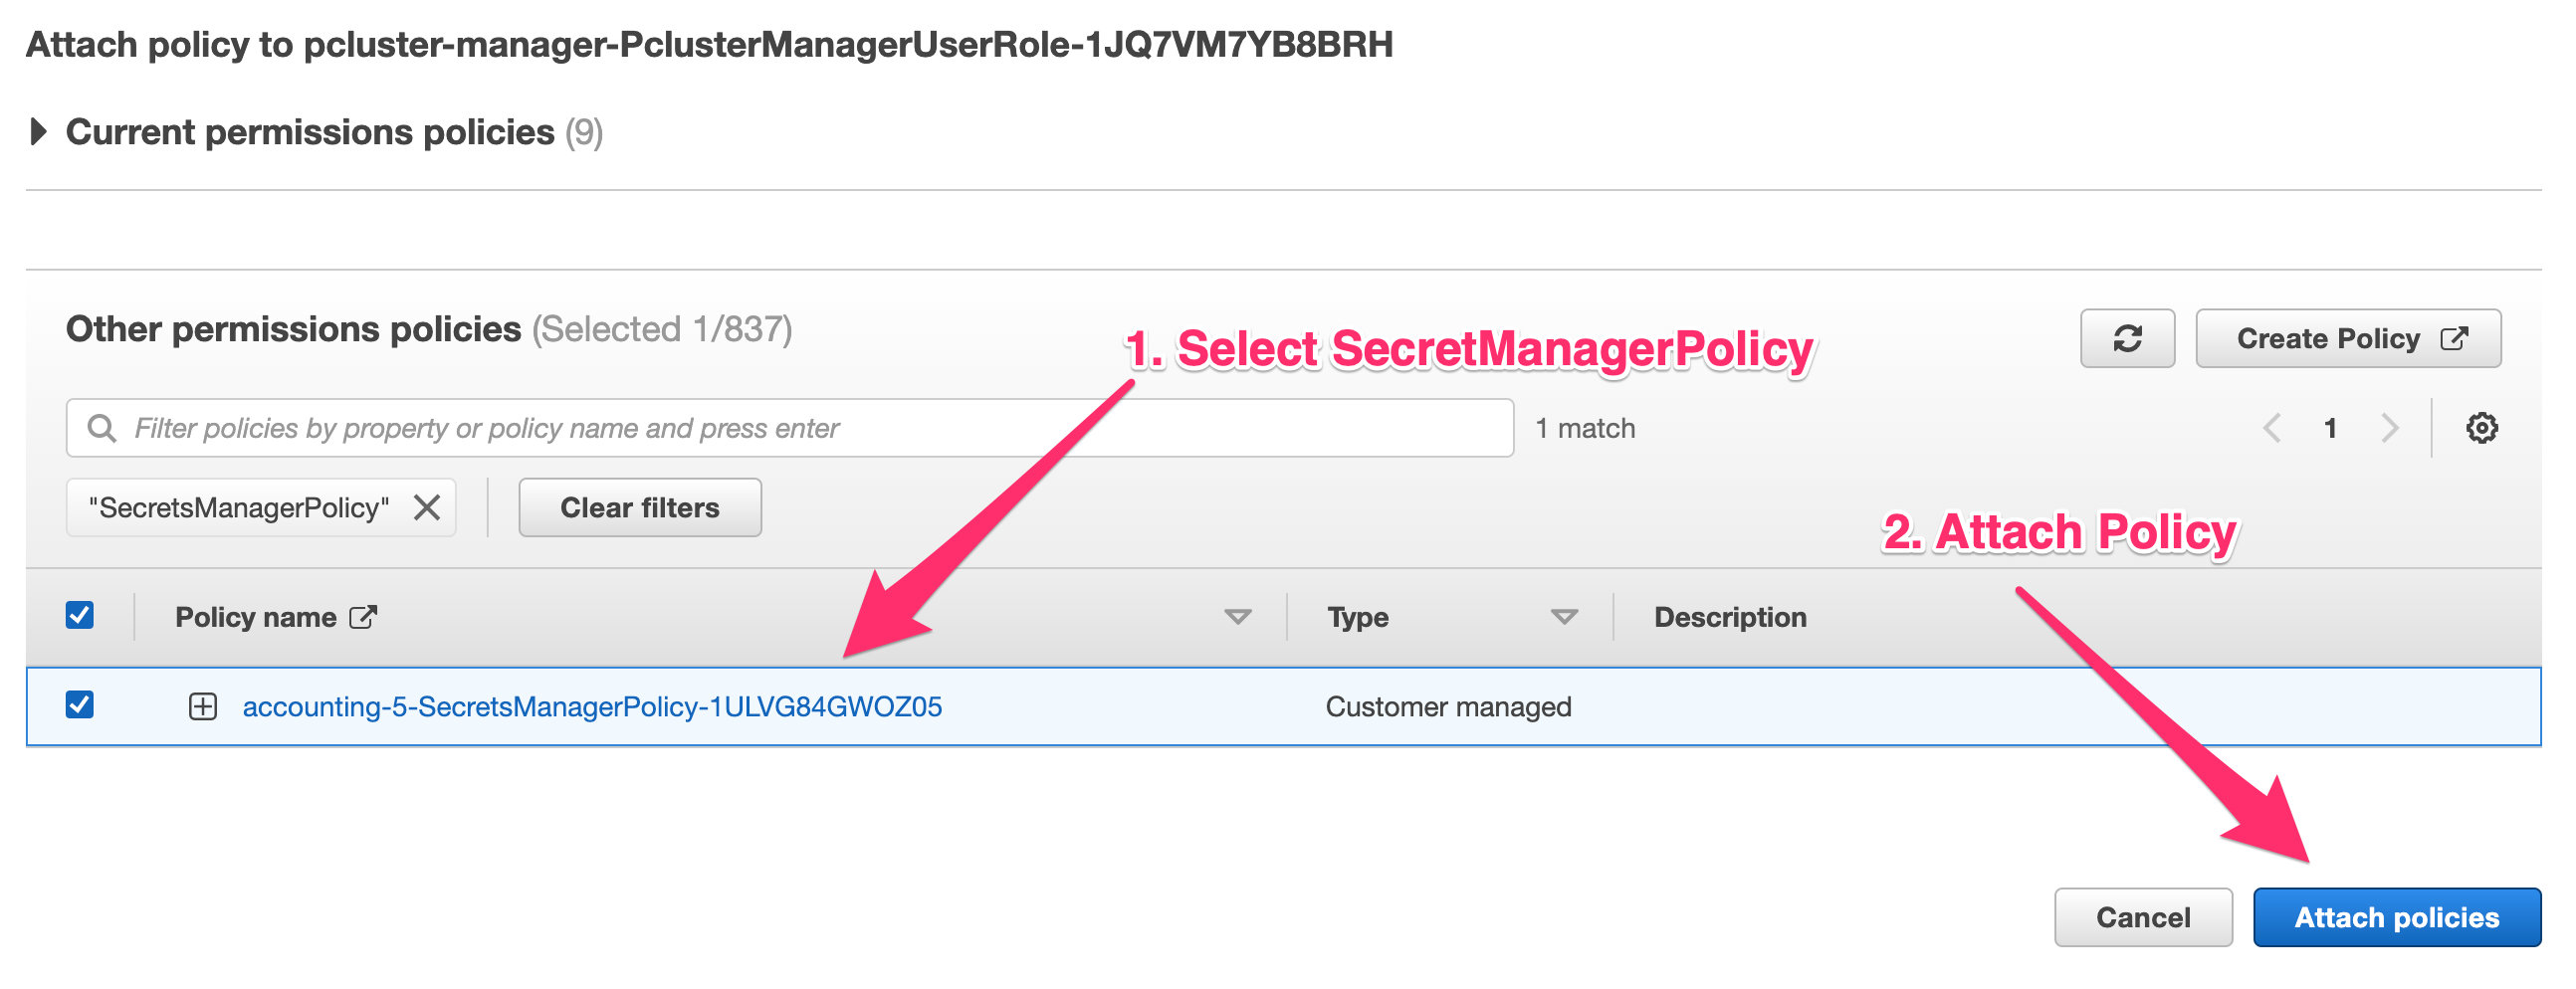 Attach policy to pcluster-manager-PclusterManagerUserRole-1JQ7VM7YB8BRH
Current permissions policies (9)
Other permissions policies (Selected 1/837)
1. Select SecretManagerPolicy
Create Policy
Filter policies by property or policy name and press enter
1 match
1
"SecretsManagerPolicy"
Clear filters
2. Attach Policy
Policy name
Type
Description
accounting-5-SecretsManagerPolicy-1ULVG84GWOZ05
Customer managed
Cancel
Attach policies